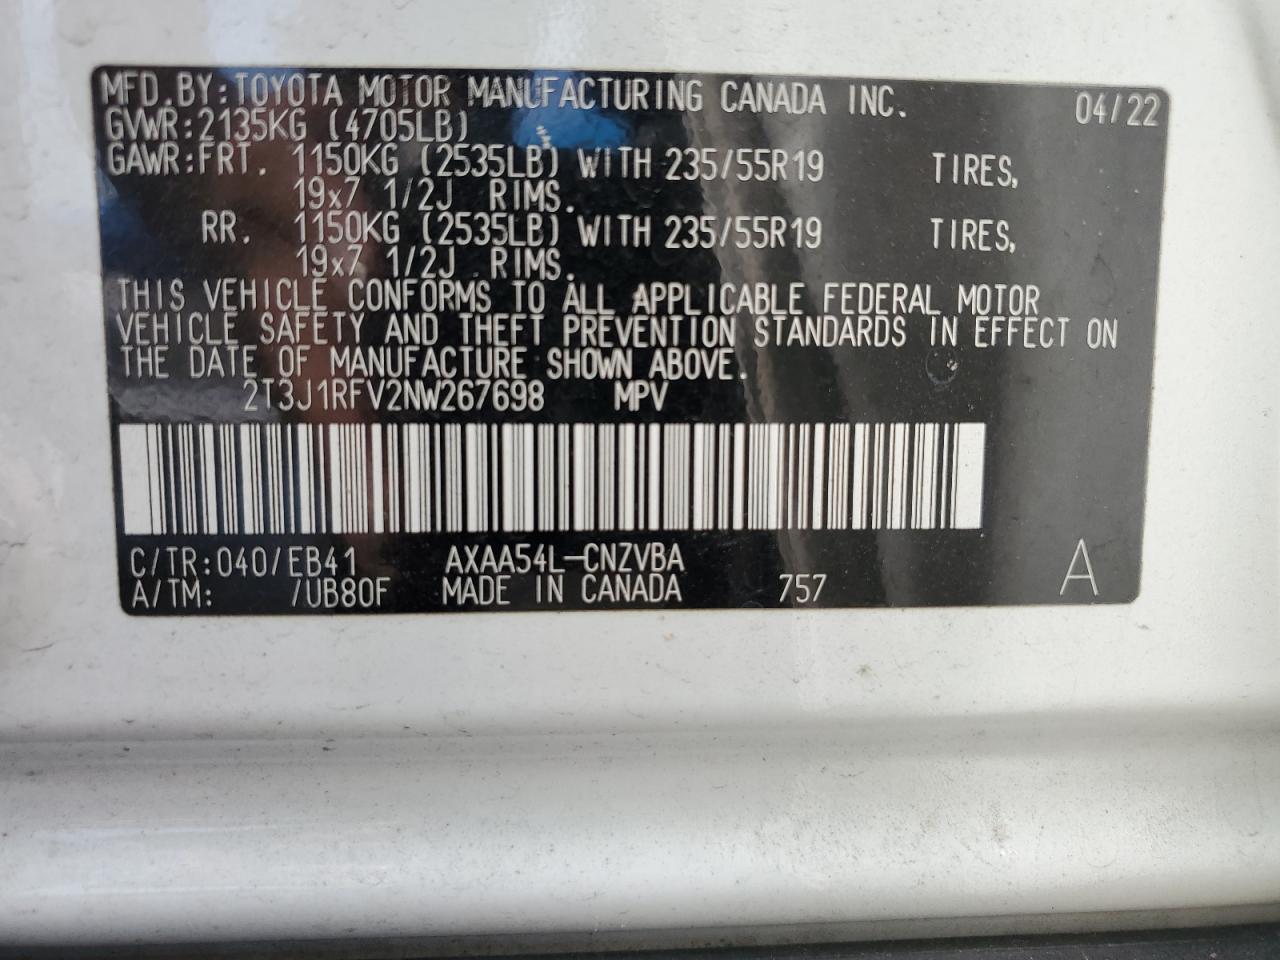 MFD.BY:TOYOTA MOTOR MANUFACTURING CANADA INC. 04/22
GVWR:2135KG (4705LB)
GAWR:FRT. 1150KG (2535LB) WITH 235/55R19 TIRES,
19x7 1/2J RIMS.
RR. 1150KG (2535LB) WITH 235/55R19 TIRES,
19x7 1/2J RIMS.
THIS VEHICLE CONFORMS TO ALL APPLICABLE FEDERAL MOTOR
VEHICLE SAFETY AND THEFT PREVENTION STANDARDS IN EFFECT ON
THE DATE OF MANUFACTURE SHOWN ABOVE.
2T3J1RFV2NW267698 MPV
C/TR:040/EB41 AXAA54L-CNZVBA
A/TM: /UB80F MADE IN CANADA 757 A